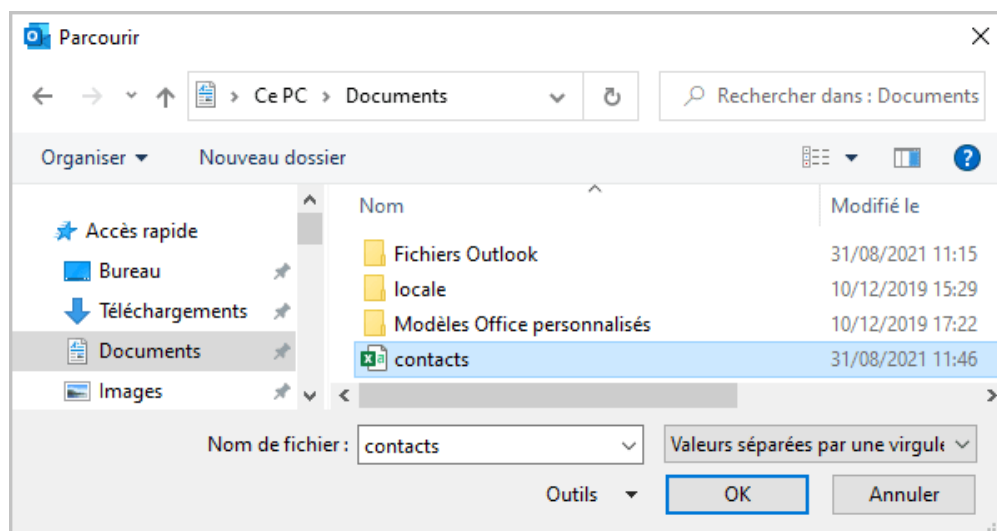 Parcourir
Ce PC > Documents
Rechercher dans : Documents
Organiser
Nouveau dossier
Nom
Modifié le
Accès rapide
Bureau
Téléchargements
Documents
Images
Fichiers Outlook 31/08/2021 11:15
locale 10/12/2019 15:29
Modèles Office personnalisés 10/12/2019 17:22
contacts 31/08/2021 11:46
Nom de fichier : contacts
Valeurs séparées par une virgule
Outils
OK
Annuler